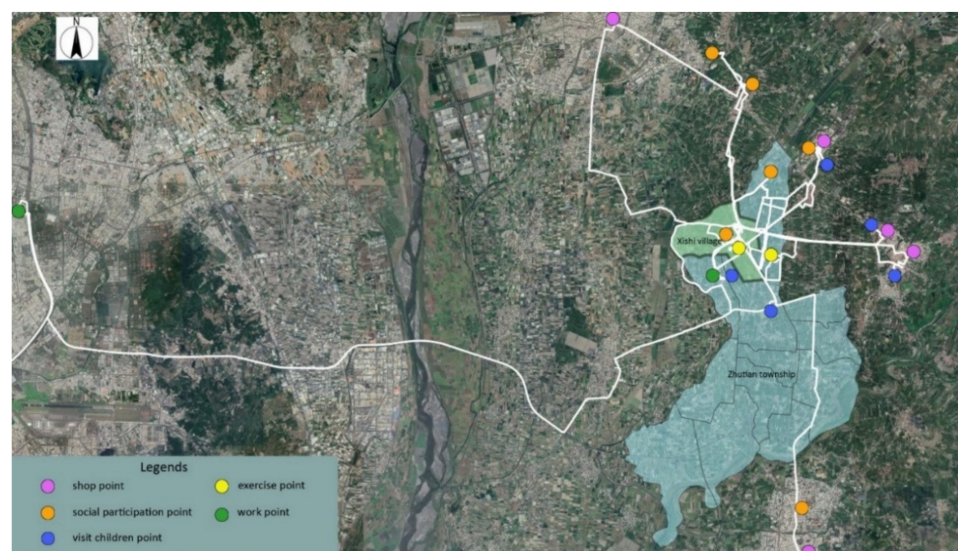 N
Xishi village
Zhutian township
Legends
shop point
exercise point
social participation point
work point
visit children point